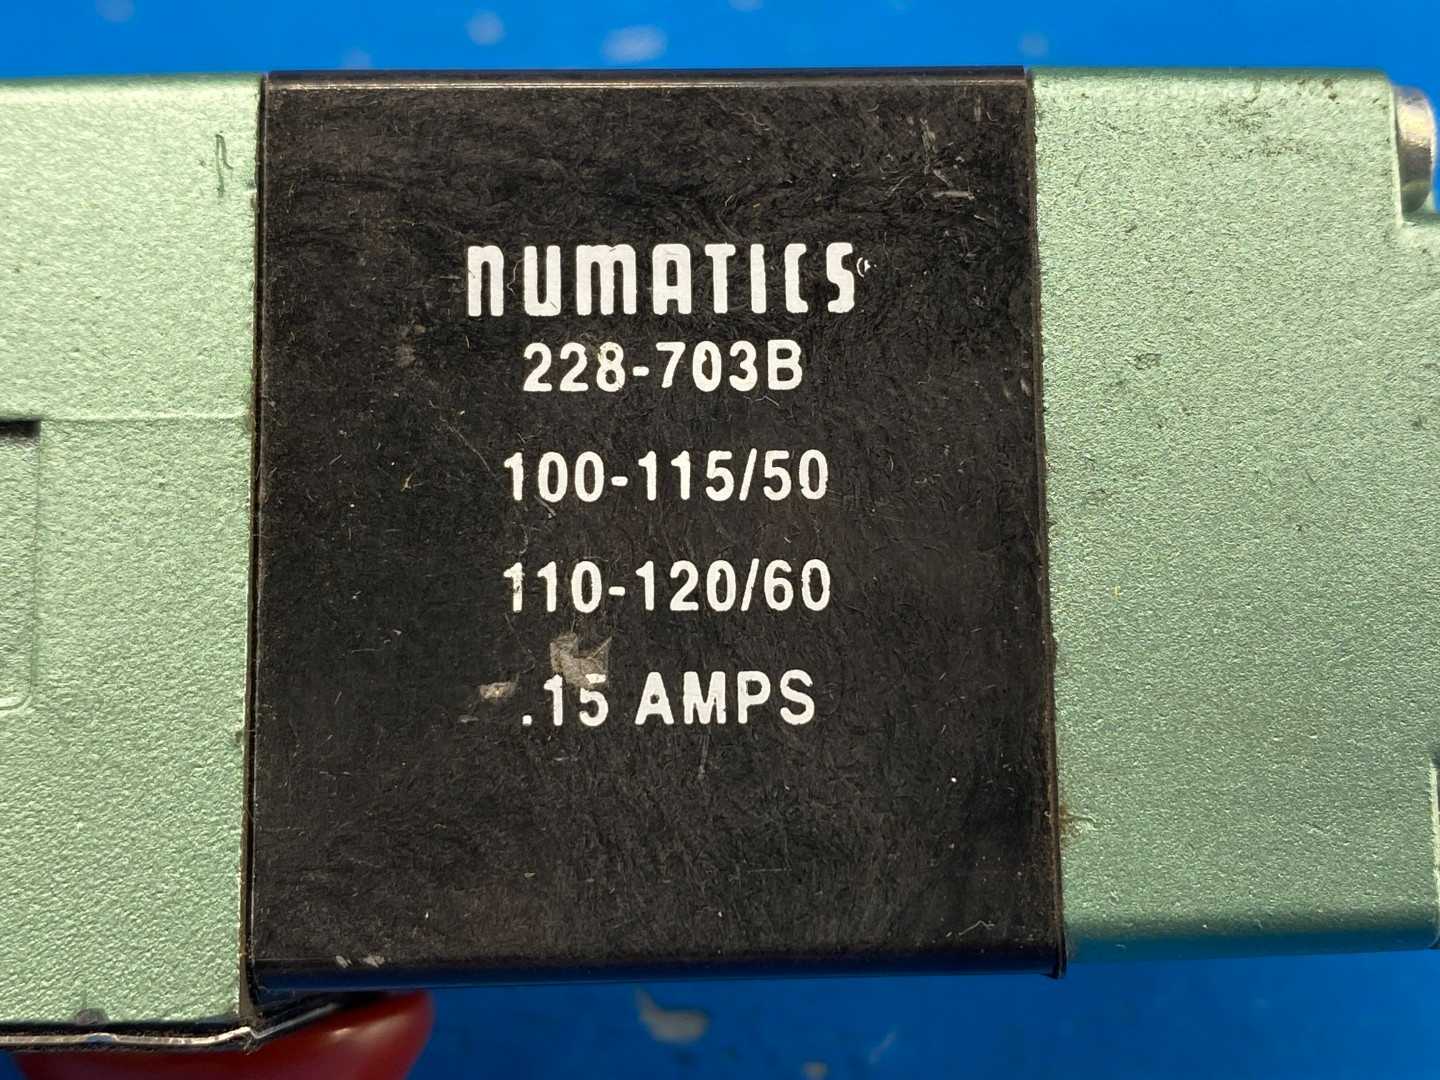 NUMATICS
228-703B
100-115/50
110-120/60
.15 AMPS